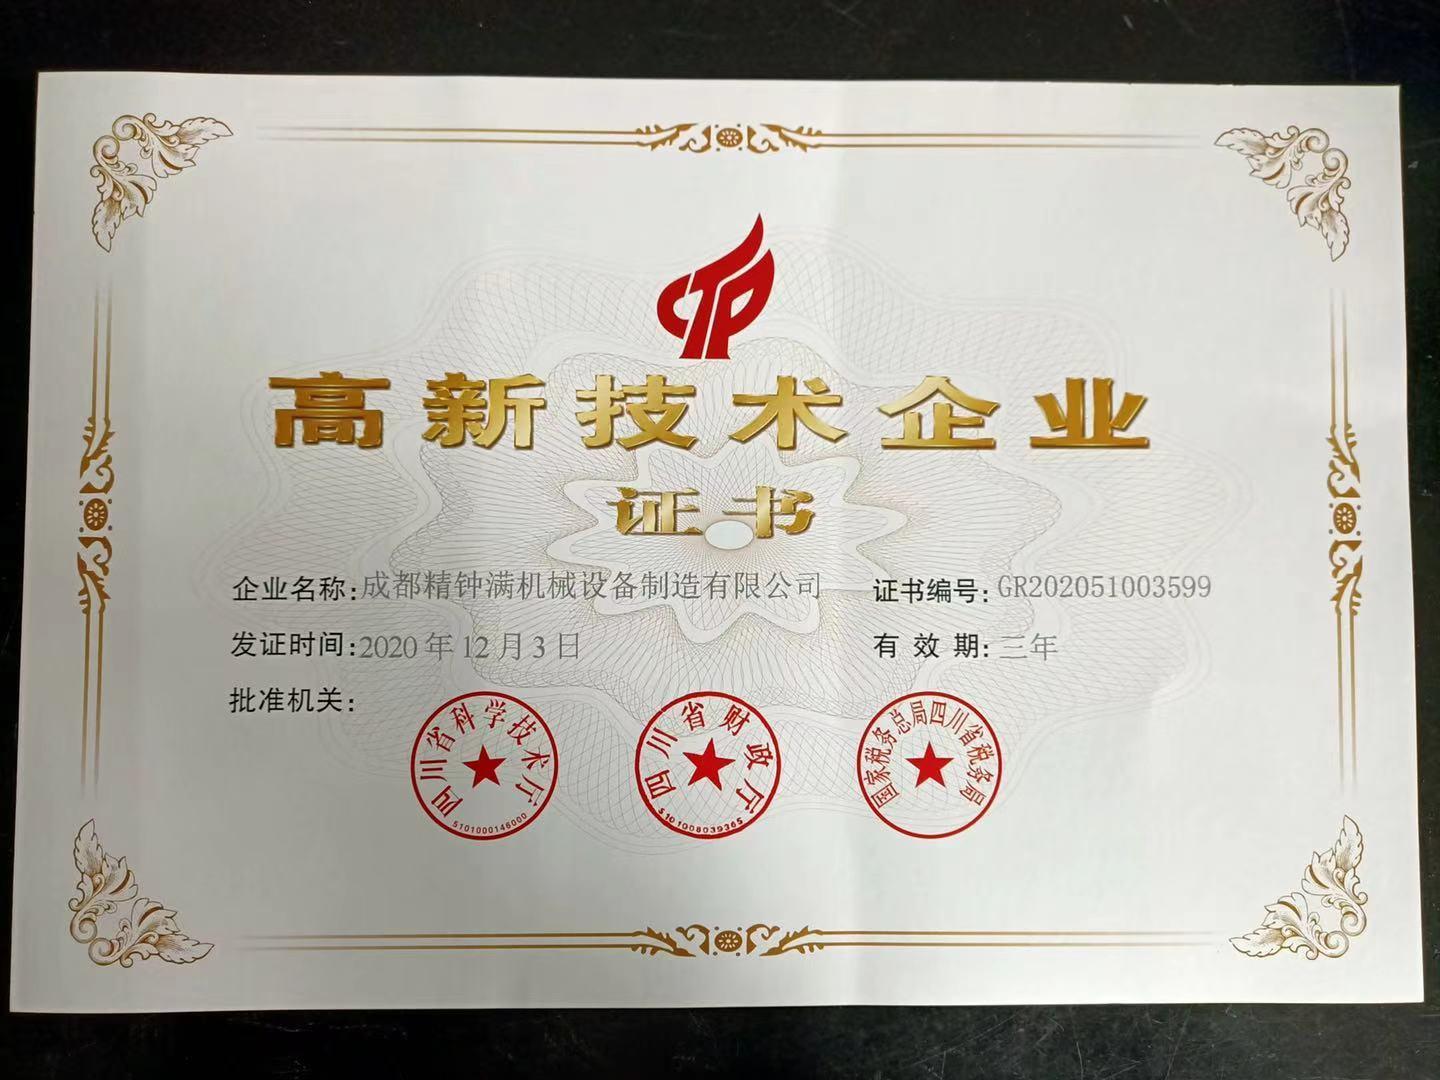 CTP
高新技术企业
证书
企业名称:成都精钟满机械设备制造有限公司
证书编号:GR202051003599
发证时间:2020年12月3日
有效期:三年
批准机关:
四川省科学技术厅
5101000146000
四川省财政厅
5101008039365
国家税务总局四川省税务局